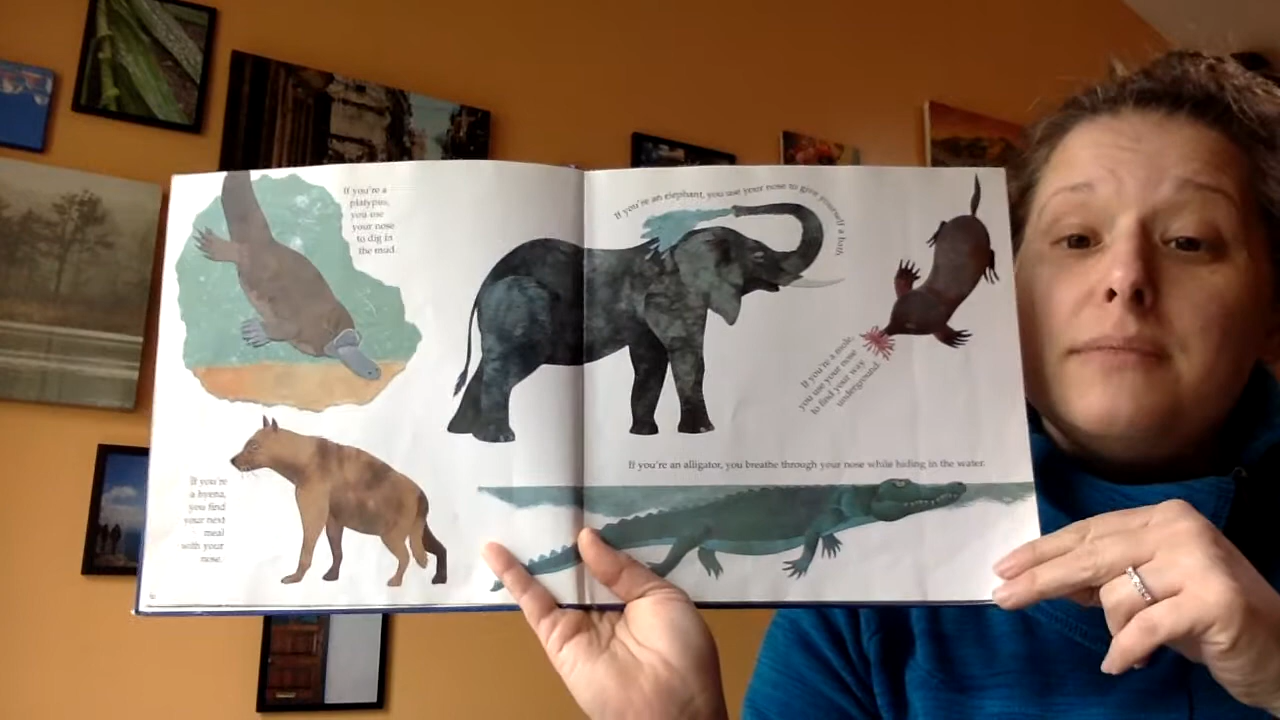 If you're a
platypus,
you use
your nose
to dig in
the mud.
If you're
a hyena,
you find
your next
meal
with your
nose.
If you're an elephant, you use your nose to give yourself a bath.
If you're a mole,
you use your nose
to find your way
underground.
If you're an alligator, you breathe through your nose while hiding in the water.